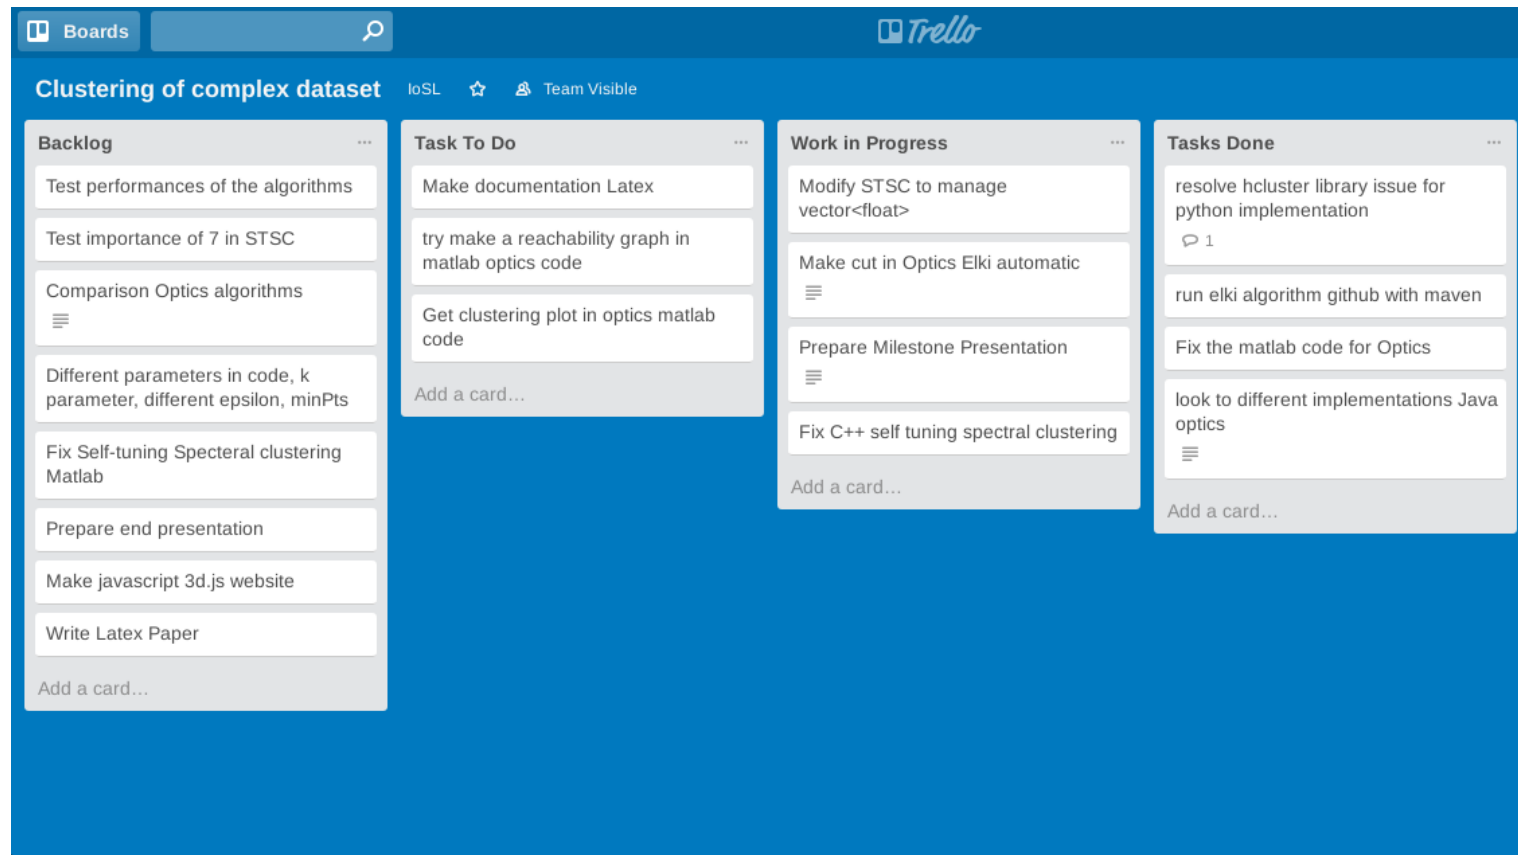 Boards
Trello
Clustering of complex dataset IoSL Team Visible
Backlog
Test performances of the algorithms
Test importance of 7 in STSC
Comparison Optics algorithms
Different parameters in code, k
parameter, different epsilon, minPts
Fix Self-tuning Specteral clustering
Matlab
Prepare end presentation
Make javascript 3d.js website
Write Latex Paper
Add a card…
Task To Do
Make documentation Latex
try make a reachability graph in
matlab optics code
Get clustering plot in optics matlab
code
Add a card…
Work in Progress
Modify STSC to manage
vector<float>
Make cut in Optics Elki automatic
Prepare Milestone Presentation
Fix C++ self tuning spectral clustering
Add a card…
Tasks Done
resolve hcluster library issue for
python implementation
1
run elki algorithm github with maven
Fix the matlab code for Optics
look to different implementations Java
optics
Add a card…